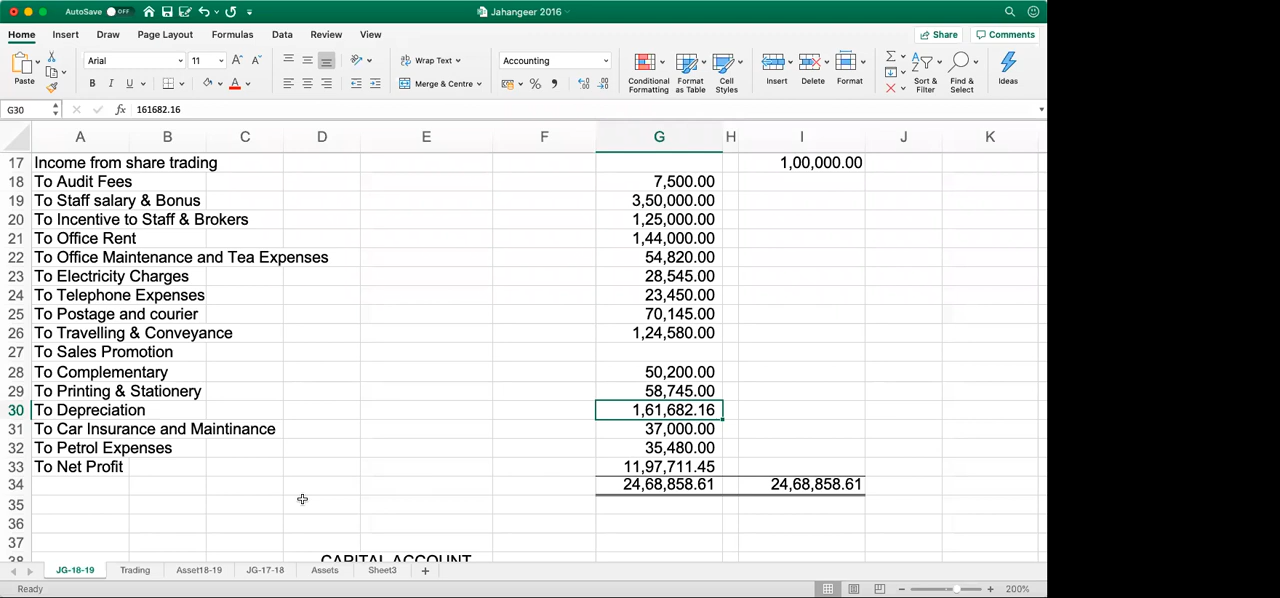 AutoSave OFF Jahangeer 2016
Home Insert Draw Page Layout Formulas Data Review View Share Comments
Paste Arial 11 A A Wrap Text Accounting Conditional Formatting Format as Table Cell Styles Insert Delete Format Sort & Filter Find & Select Ideas
B I U A Merge & Centre % 
G30 fx 161682.16
A B C D E F G H I J K
17 Income from share trading 1,00,000.00
18 To Audit Fees 7,500.00
19 To Staff salary & Bonus 3,50,000.00
20 To Incentive to Staff & Brokers 1,25,000.00
21 To Office Rent 1,44,000.00
22 To Office Maintenance and Tea Expenses 54,820.00
23 To Electricity Charges 28,545.00
24 To Telephone Expenses 23,450.00
25 To Postage and courier 70,145.00
26 To Travelling & Conveyance 1,24,580.00
27 To Sales Promotion
28 To Complementary 50,200.00
29 To Printing & Stationery 58,745.00
30 To Depreciation 1,61,682.16
31 To Car Insurance and Maintinance 37,000.00
32 To Petrol Expenses 35,480.00
33 To Net Profit 11,97,711.45
34 24,68,858.61 24,68,858.61
35
36
37
38 CAPITAL ACCOUNT
JG-18-19 Trading Asset18-19 JG-17-18 Assets Sheet3 +
Ready 200%